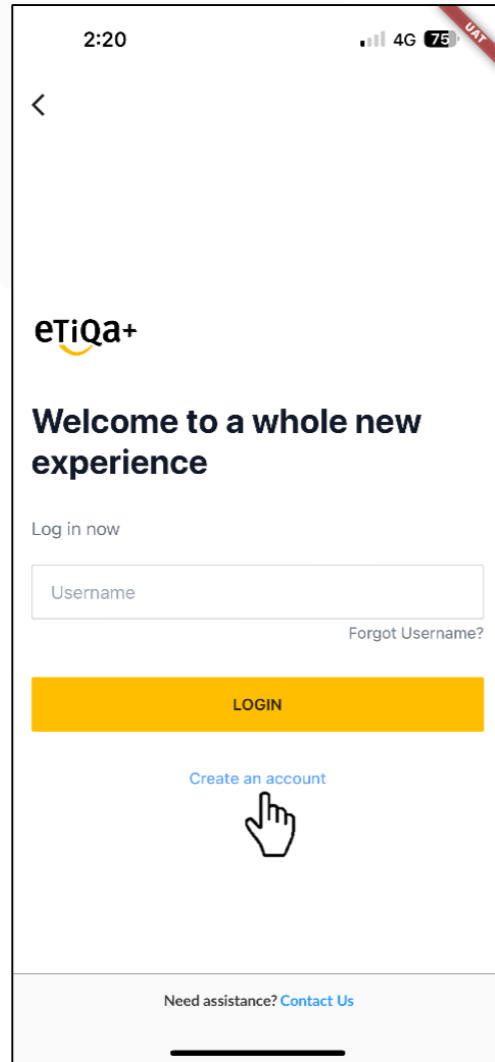 2:20
4G 75
UAT
eTiQa+
Welcome to a whole new
experience
Log in now
Username
Forgot Username?
LOGIN
Create an account
Need assistance? Contact Us